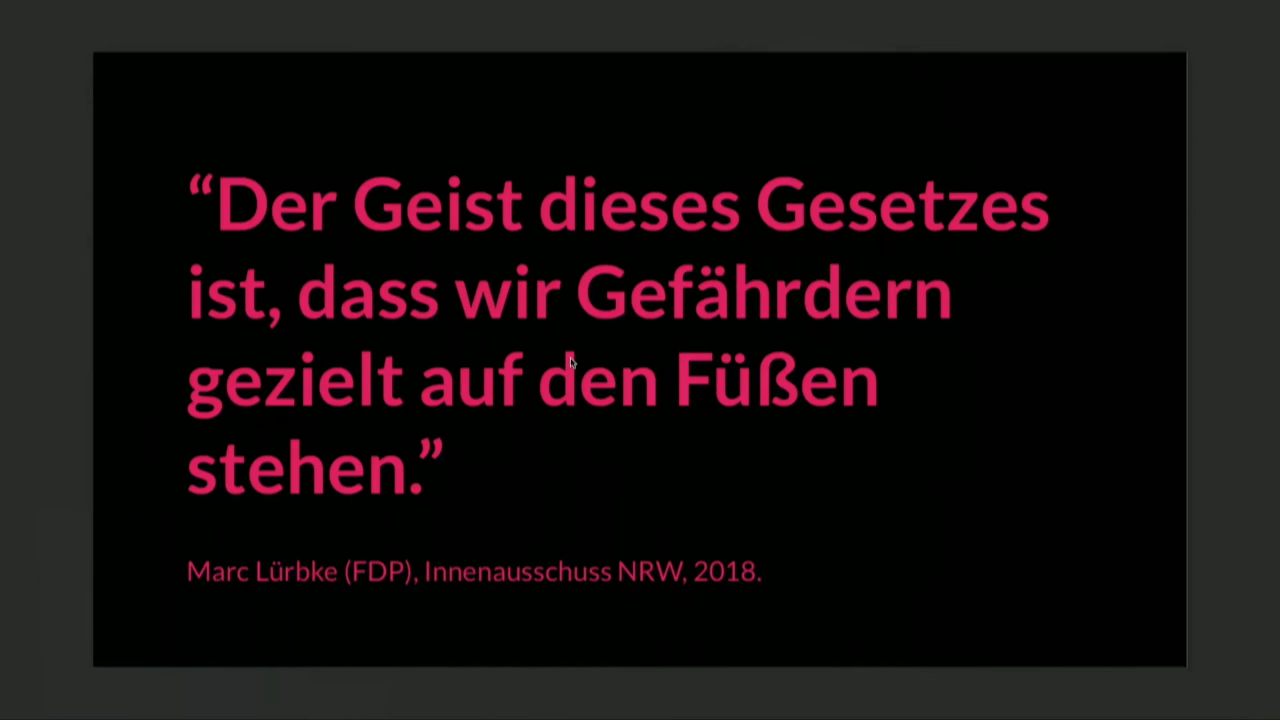 “Der Geist dieses Gesetzes
ist, dass wir Gefährdern
gezielt auf den Füßen
stehen.”
Marc Lürbke (FDP), Innenausschuss NRW, 2018.